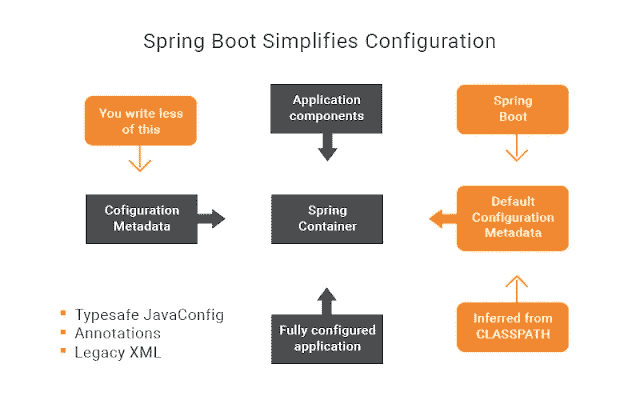 Spring Boot Simplifies Configuration
You write less
of this
Application
components
Spring
Boot
Cofiguration
Metadata
Spring
Container
Default
Configuration
Metadata
Typesafe JavaConfig
Annotations
Legacy XML
Fully configured
application
Inferred from
CLASSPATH